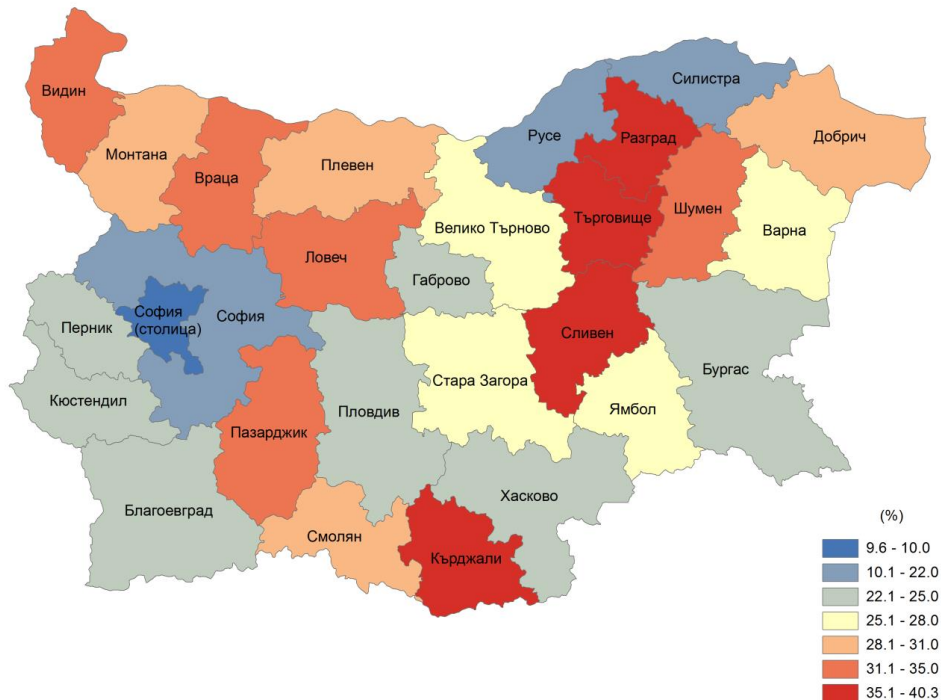 Видин
Монтана
Враца
Плевен
Ловеч
Велико Търново
Габрово
Русе
Силистра
Разград
Търговище
Шумен
Добрич
Варна
София
(столица)
София
Перник
Кюстендил
Благоевград
Пазарджик
Пловдив
Стара Загора
Сливен
Ямбол
Бургас
Хасково
Смолян
Кърджали
(%)
9.6 - 10.0
10.1 - 22.0
22.1 - 25.0
25.1 - 28.0
28.1 - 31.0
31.1 - 35.0
35.1 - 40.3